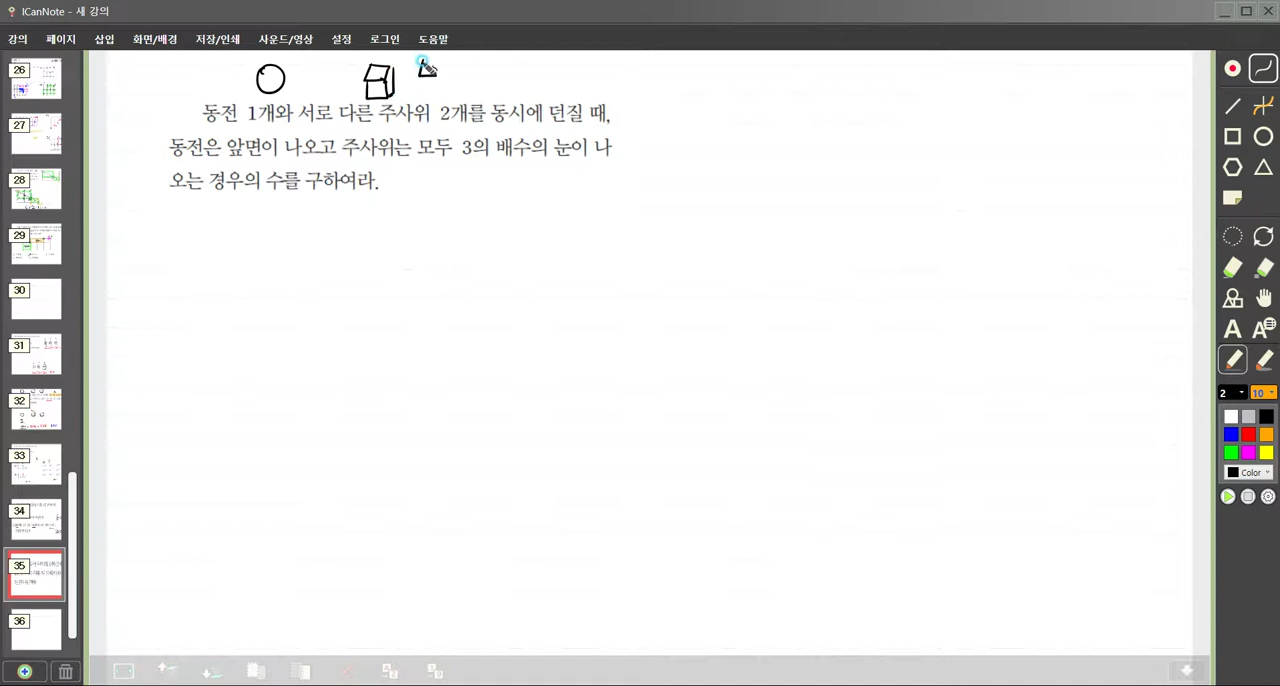 ICanNote - 새 강의
강의 페이지 삽입 화면/배경 저장/인쇄 사운드/영상 설정 로그인 도움말
동전 1개와 서로 다른 주사위 2개를 동시에 던질 때,
동전은 앞면이 나오고 주사위는 모두 3의 배수의 눈이 나
오는 경우의 수를 구하여라.
26
27
28
29
30
31
32
33
34
35
36
A A
2 10
Color